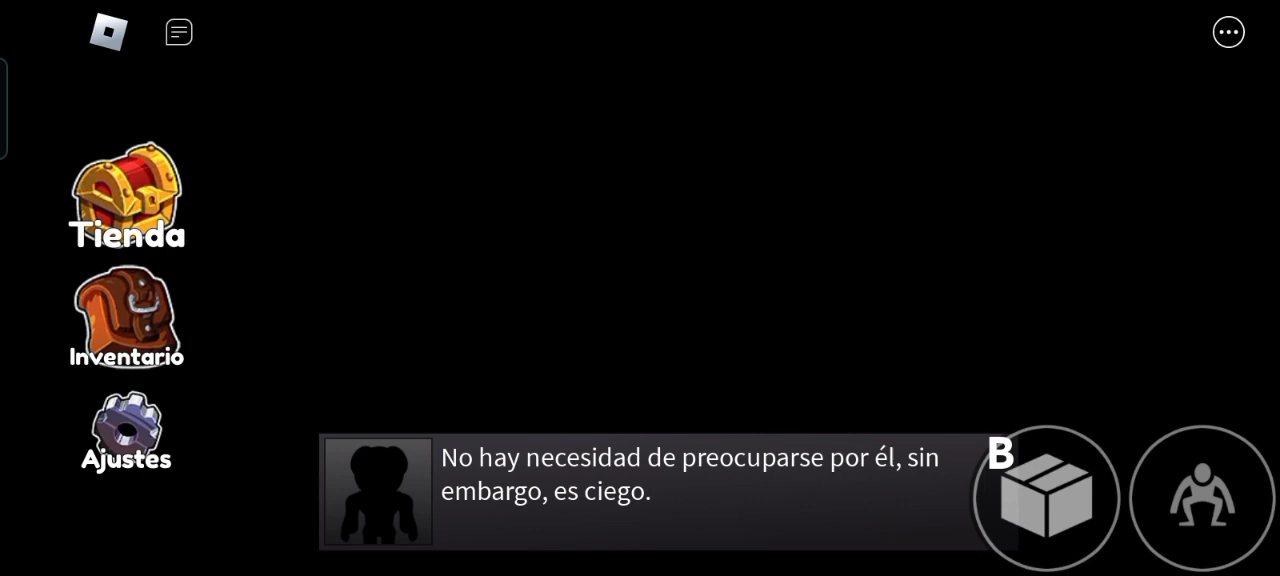 Tienda
Inventario
Ajustes
No hay necesidad de preocuparse por él, sin
embargo, es ciego.
B